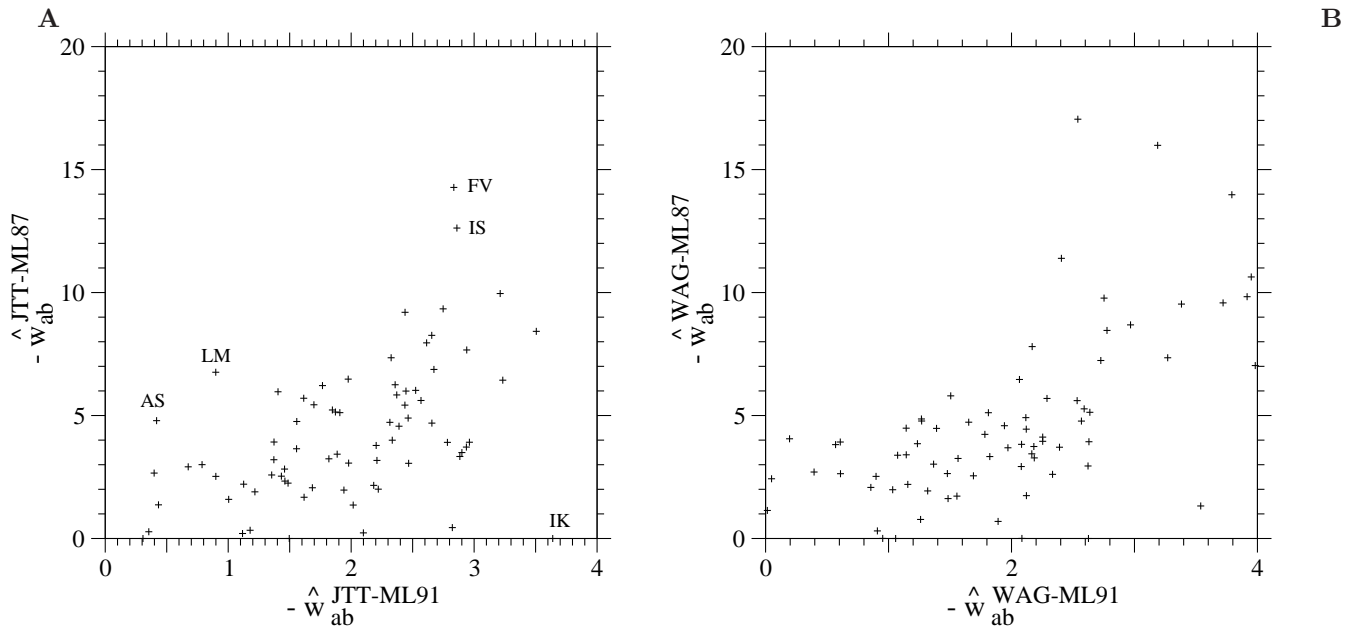 A
B
20
15
10
5
0
- ŵ ab JTT-ML87
FV
IS
LM
AS
IK
0 1 2 3 4
- ŵ ab JTT-ML91
20
15
10
5
0
- ŵ ab WAG-ML87
0 2 4
- ŵ ab WAG-ML91